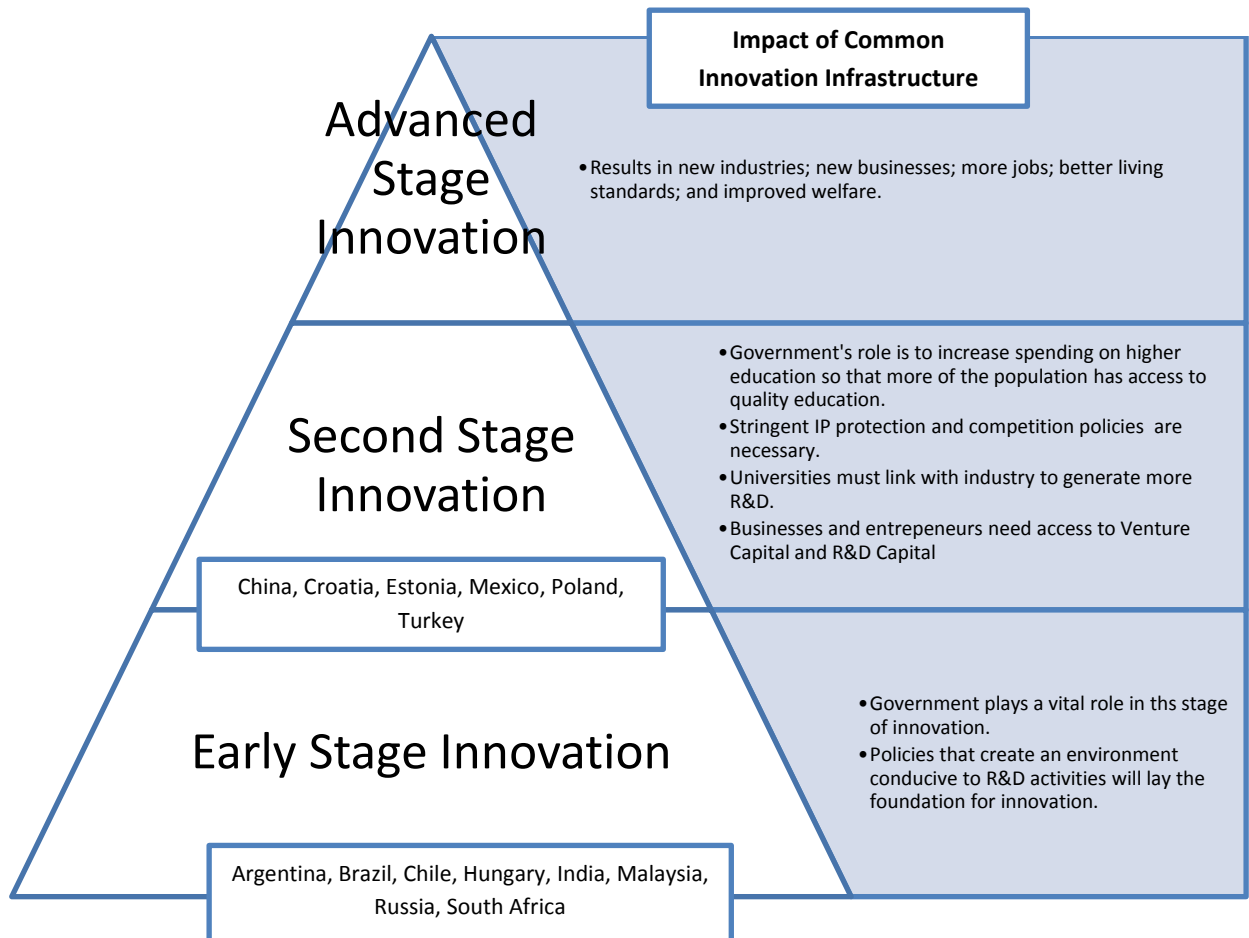 Impact of Common
Innovation Infrastructure
Advanced
Stage
Innovation
•Results in new industries; new businesses; more jobs; better living
standards; and improved welfare.
Second Stage
Innovation
•Government's role is to increase spending on higher
education so that more of the population has access to
quality education.
•Stringent IP protection and competition policies are
necessary.
•Universities must link with industry to generate more
R&D.
•Businesses and entrepeneurs need access to Venture
Capital and R&D Capital
China, Croatia, Estonia, Mexico, Poland,
Turkey
Early Stage Innovation
•Government plays a vital role in ths stage
of innovation.
•Policies that create an environment
conducive to R&D activities will lay the
foundation for innovation.
Argentina, Brazil, Chile, Hungary, India, Malaysia,
Russia, South Africa